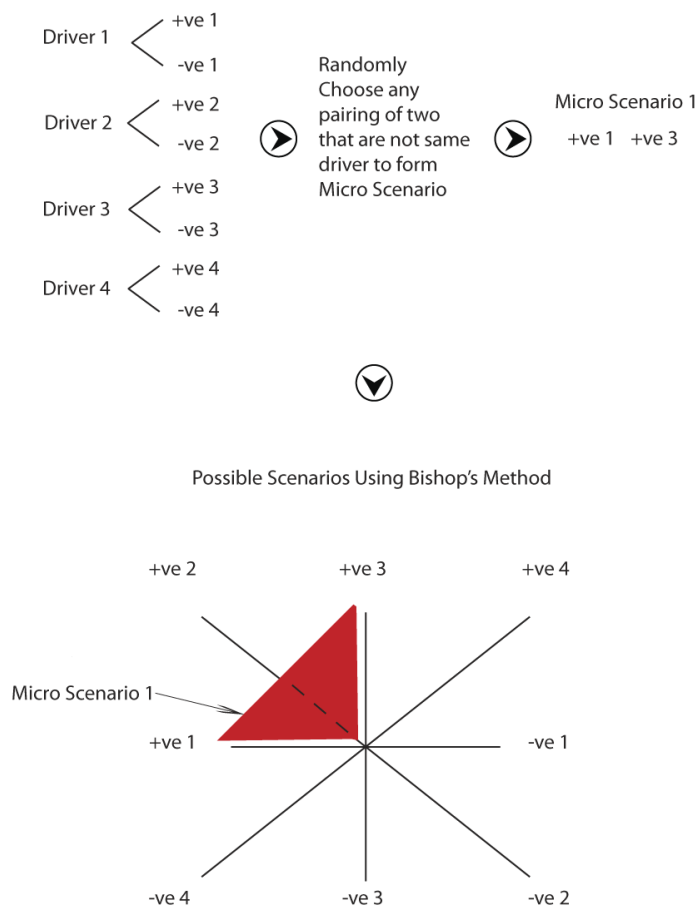 Driver 1
+ve 1
-ve 1
Driver 2
+ve 2
-ve 2
Driver 3
+ve 3
-ve 3
Driver 4
+ve 4
-ve 4
Randomly
Choose any
pairing of two
that are not same
driver to form
Micro Scenario
Micro Scenario 1
+ve 1 +ve 3
Possible Scenarios Using Bishop’s Method
+ve 2
+ve 3
+ve 4
Micro Scenario 1
+ve 1
-ve 1
-ve 4
-ve 3
-ve 2